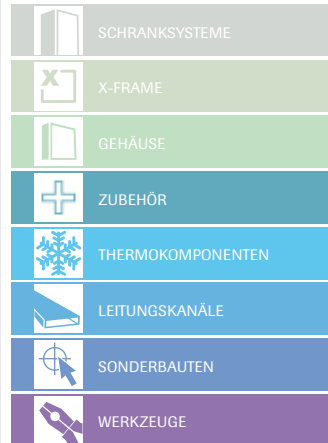 SCHRANKSYSTEME
X-FRAME
GEHÄUSE
ZUBEHÖR
THERMOKOMPONENTEN
LEITUNGSKANÄLE
SONDERBAUTEN
WERKZEUGE